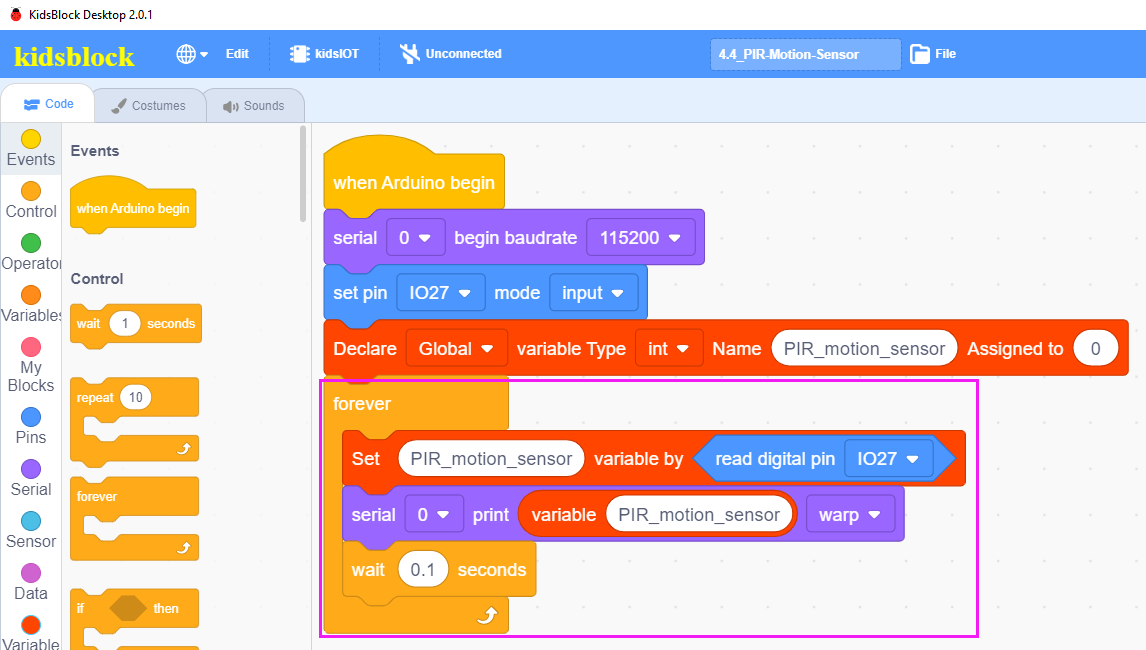 KidsBlock Desktop 2.0.1
kidsblock Edit kidsIOT Unconnected 4.4_PIR-Motion-Sensor File
Code Costumes Sounds
Events
Control
Operator
Variables
My
Blocks
Pins
Serial
Sensor
Data
Variable
Events
when Arduino begin
Control
wait 1 seconds
repeat 10
forever
if then
when Arduino begin
serial 0 begin baudrate 115200
set pin IO27 mode input
Declare Global variable Type int Name PIR_motion_sensor Assigned to 0
forever
Set PIR_motion_sensor variable by read digital pin IO27
serial 0 print variable PIR_motion_sensor warp
wait 0.1 seconds